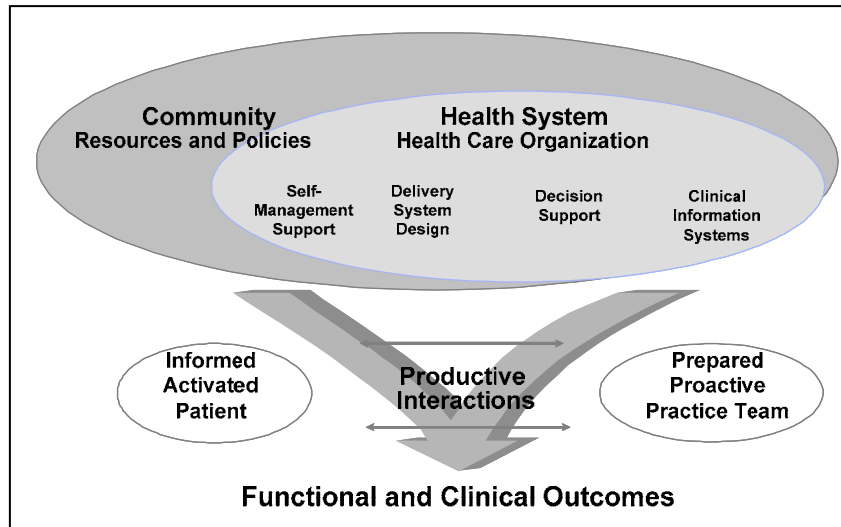 Community
Resources and Policies
Health System
Health Care Organization
Self-
Management
Support
Delivery
System
Design
Decision
Support
Clinical
Information
Systems
Informed
Activated
Patient
Productive
Interactions
Prepared
Proactive
Practice Team
Functional and Clinical Outcomes